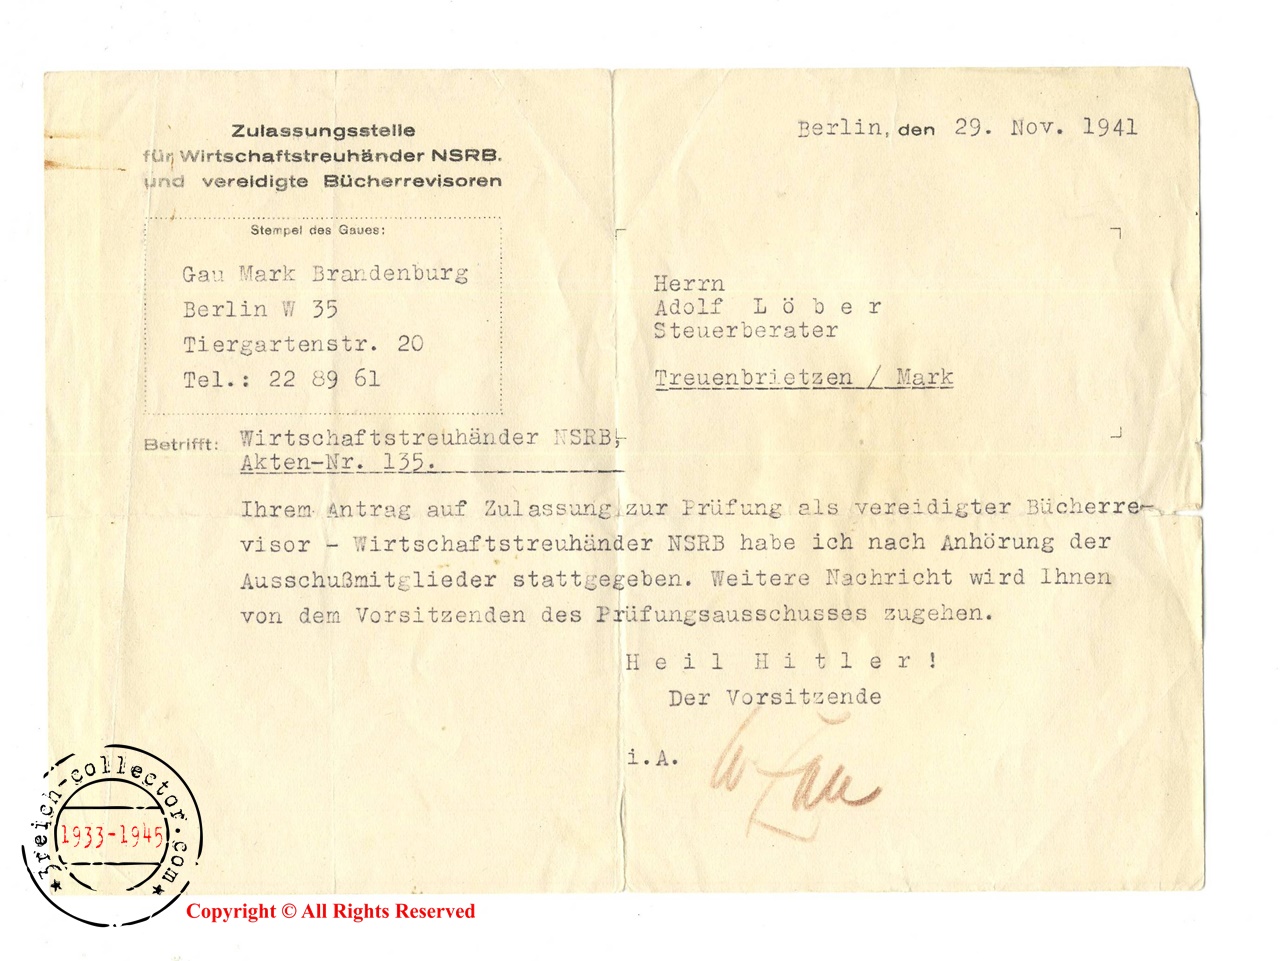 Zulassungsstelle
für Wirtschaftstreuhänder NSRB.
und vereidigte Bücherrevisoren
Berlin, den 29. Nov. 1941
Stempel des Gaues:
Gau Mark Brandenburg
Berlin W 35
Tiergartenstr. 20
Tel.: 22 89 61
Herrn
Adolf L ö b e r
Steuerberater
Treuenbrietzen / Mark
Betrifft: Wirtschaftstreuhänder NSRB,-
Akten-Nr. 135.
Ihrem Antrag auf Zulassung zur Prüfung als vereidigter Bücherre-
visor - Wirtschaftstreuhänder NSRB habe ich nach Anhörung der
Ausschußmitglieder stattgegeben. Weitere Nachricht wird Ihnen
von dem Vorsitzenden des Prüfungsausschusses zugehen.
H e i l H i t l e r !
Der Vorsitzende
i.A.
3reich-collector.com
1933-1945
Copyright © All Rights Reserved